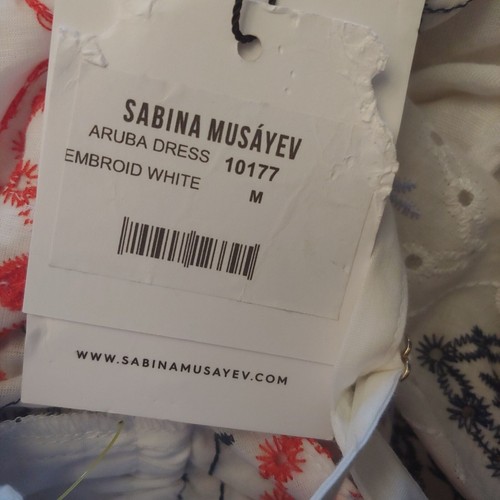 SABINA MUSÁYEV
ARUBA DRESS 10177
EMBROID WHITE M
WWW.SABINAMUSAYEV.COM